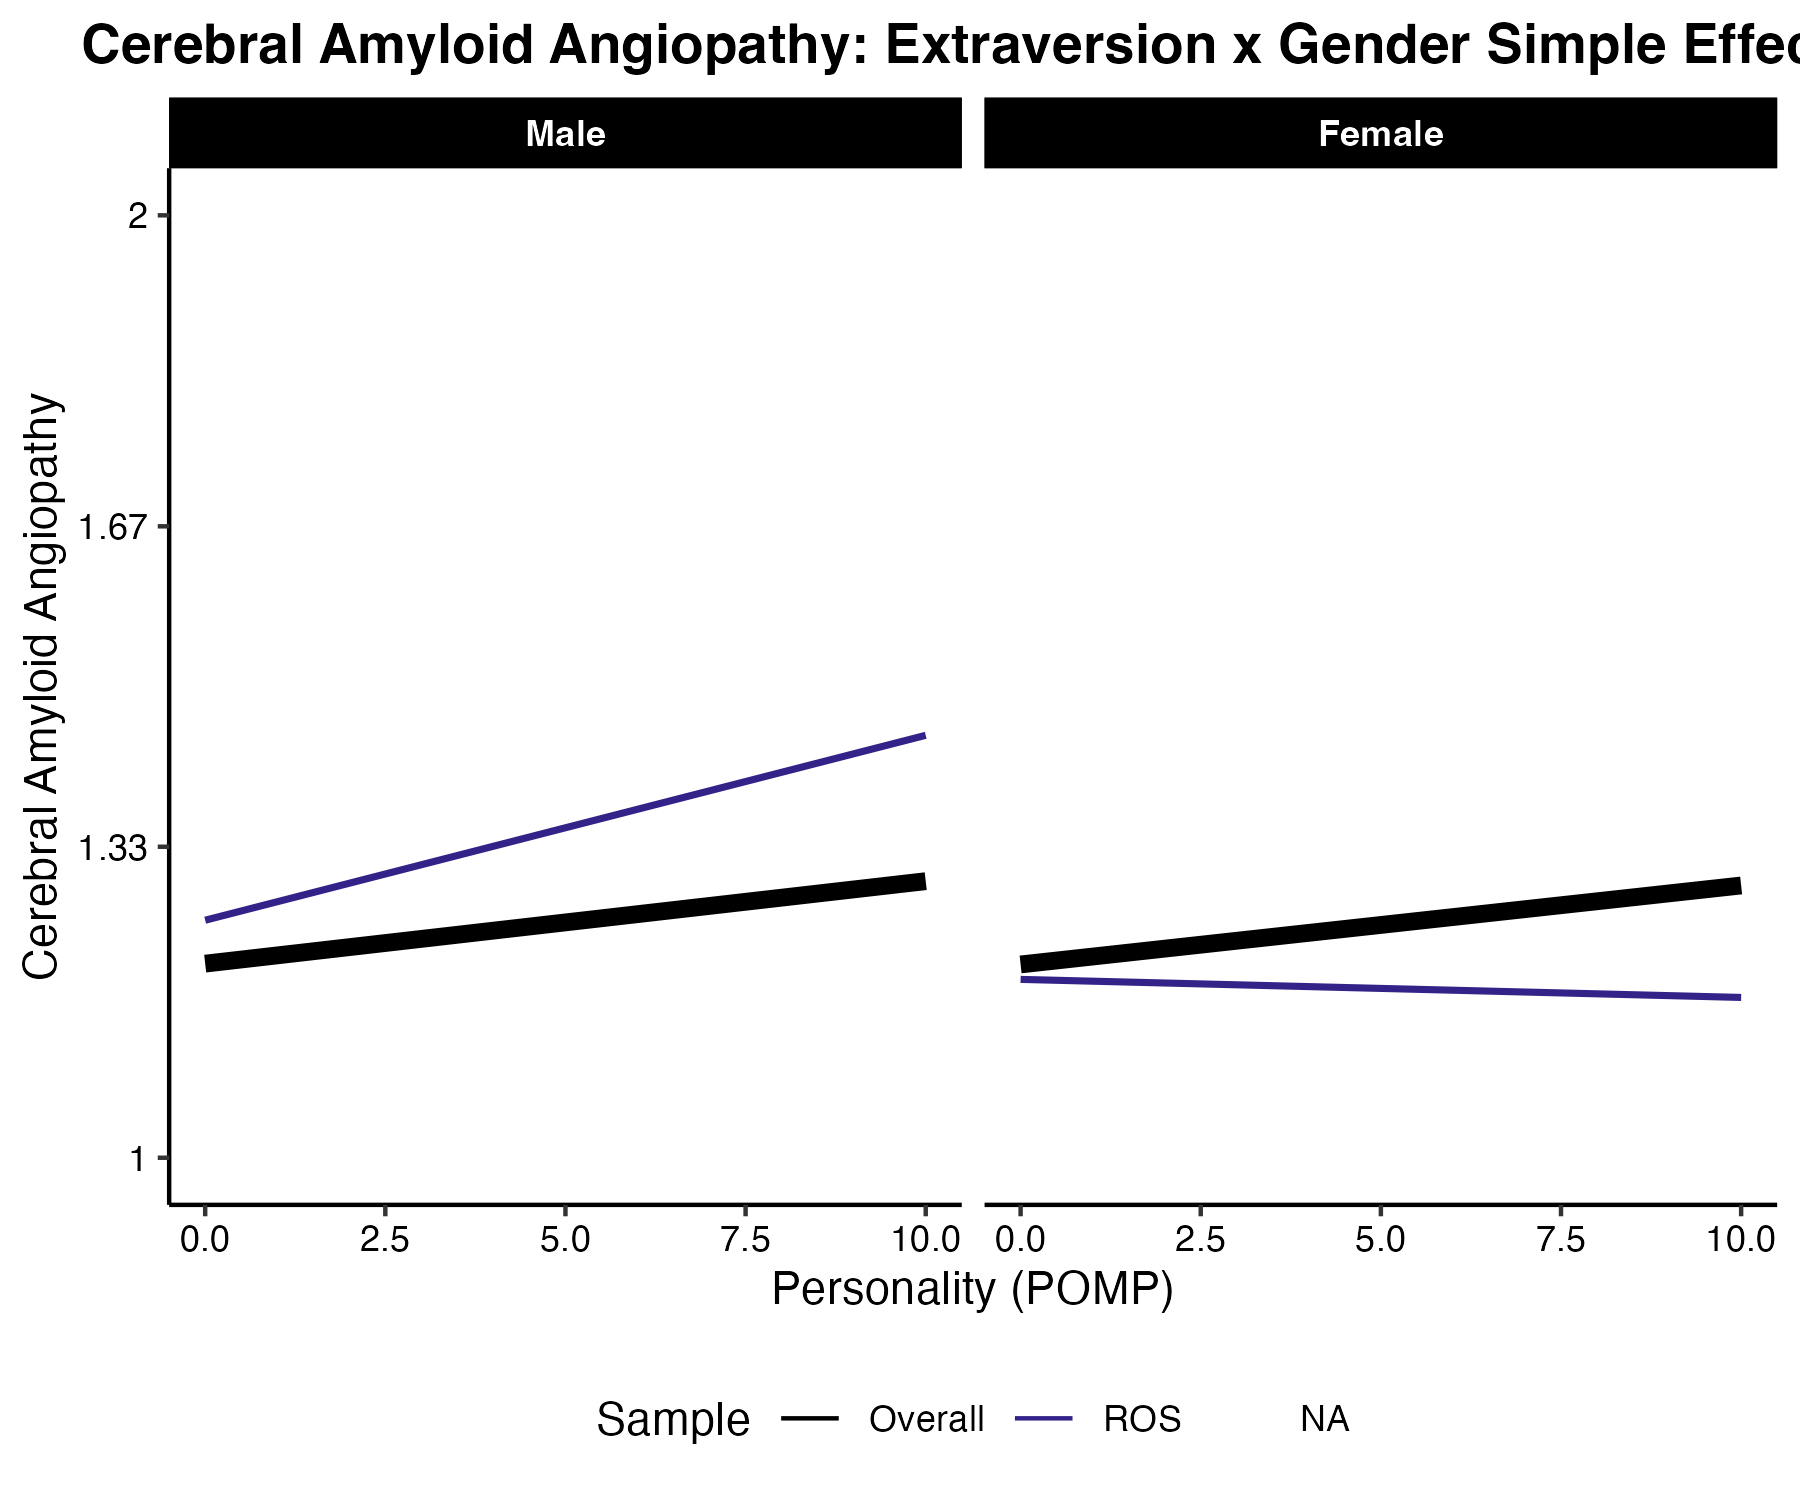 Cerebral Amyloid Angiopathy: Extraversion x Gender Simple Effec
Male
Female
Cerebral Amyloid Angiopathy
2
1.67
1.33
1
0.0 2.5 5.0 7.5 10.0
0.0 2.5 5.0 7.5 10.0
Personality (POMP)
Sample Overall ROS NA